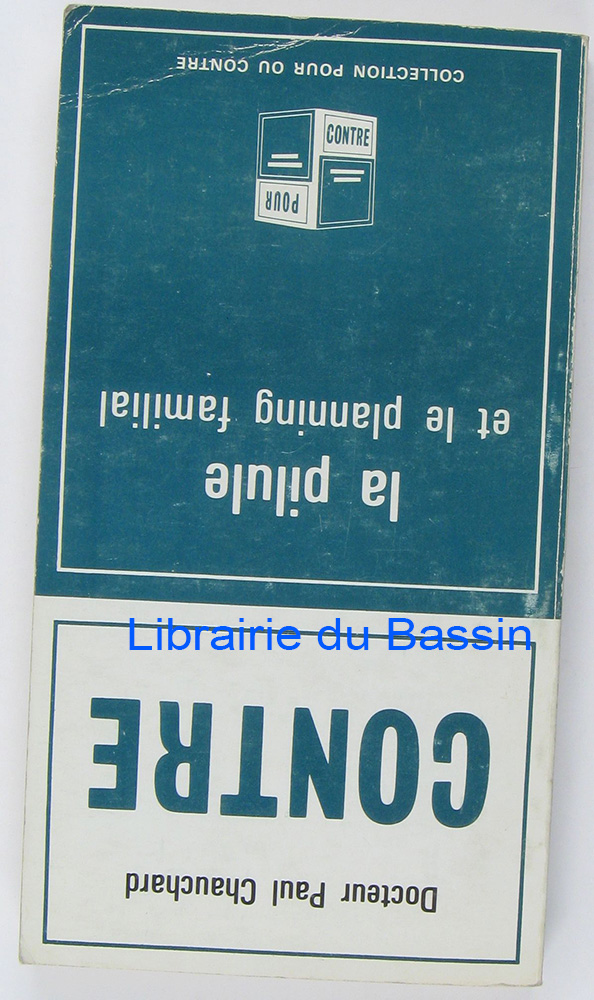 Docteur Paul Chauchard
CONTRE
la pilule
et le planning familial
POUR
CONTRE
COLLECTION POUR OU CONTRE
Librairie du Bassin